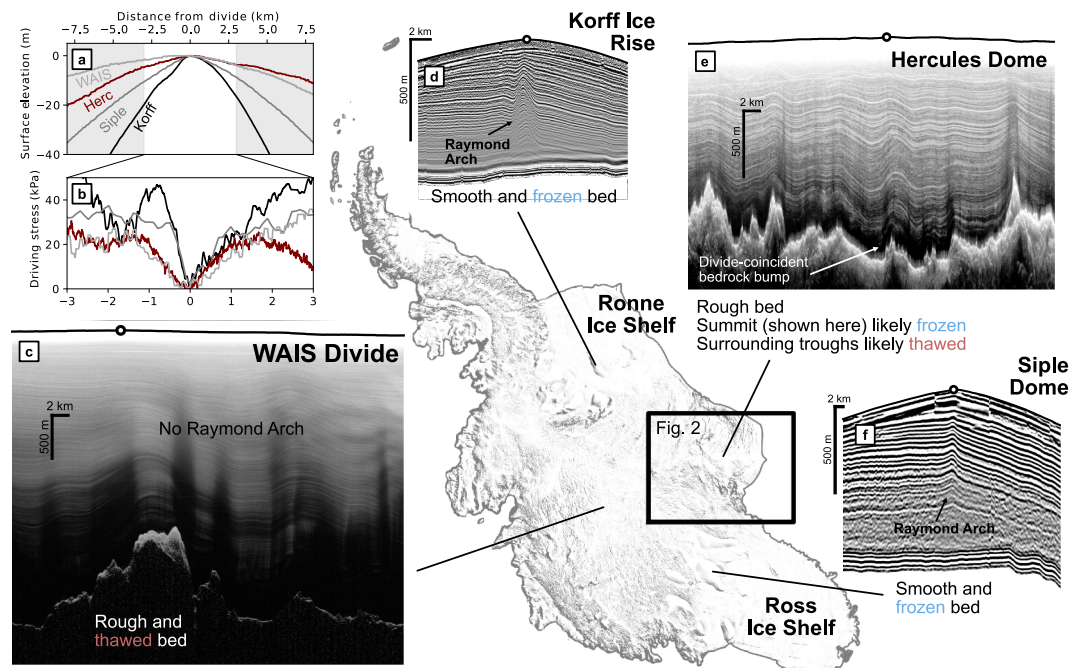 Distance from divide (km)
−7.5 −5.0 −2.5 0.0 2.5 5.0 7.5
Surface elevation (m)
0
−20
−40
a
WAIS
Herc
Siple
Korff
b
Driving stress (kPa)
40
20
0
−3 −2 −1 0 1 2 3
c
WAIS Divide
2 km
500 m
No Raymond Arch
Rough and
thawed bed
Korff Ice
Rise
2 km
d
500 m
Raymond
Arch
Smooth and frozen bed
e
Hercules Dome
2 km
500 m
Divide-coincident
bedrock bump
Rough bed
Summit (shown here) likely frozen
Surrounding troughs likely thawed
Ronne
Ice Shelf
Fig. 2
Siple
Dome
2 km
f
500 m
Raymond Arch
Smooth and
frozen bed
Ross
Ice Shelf